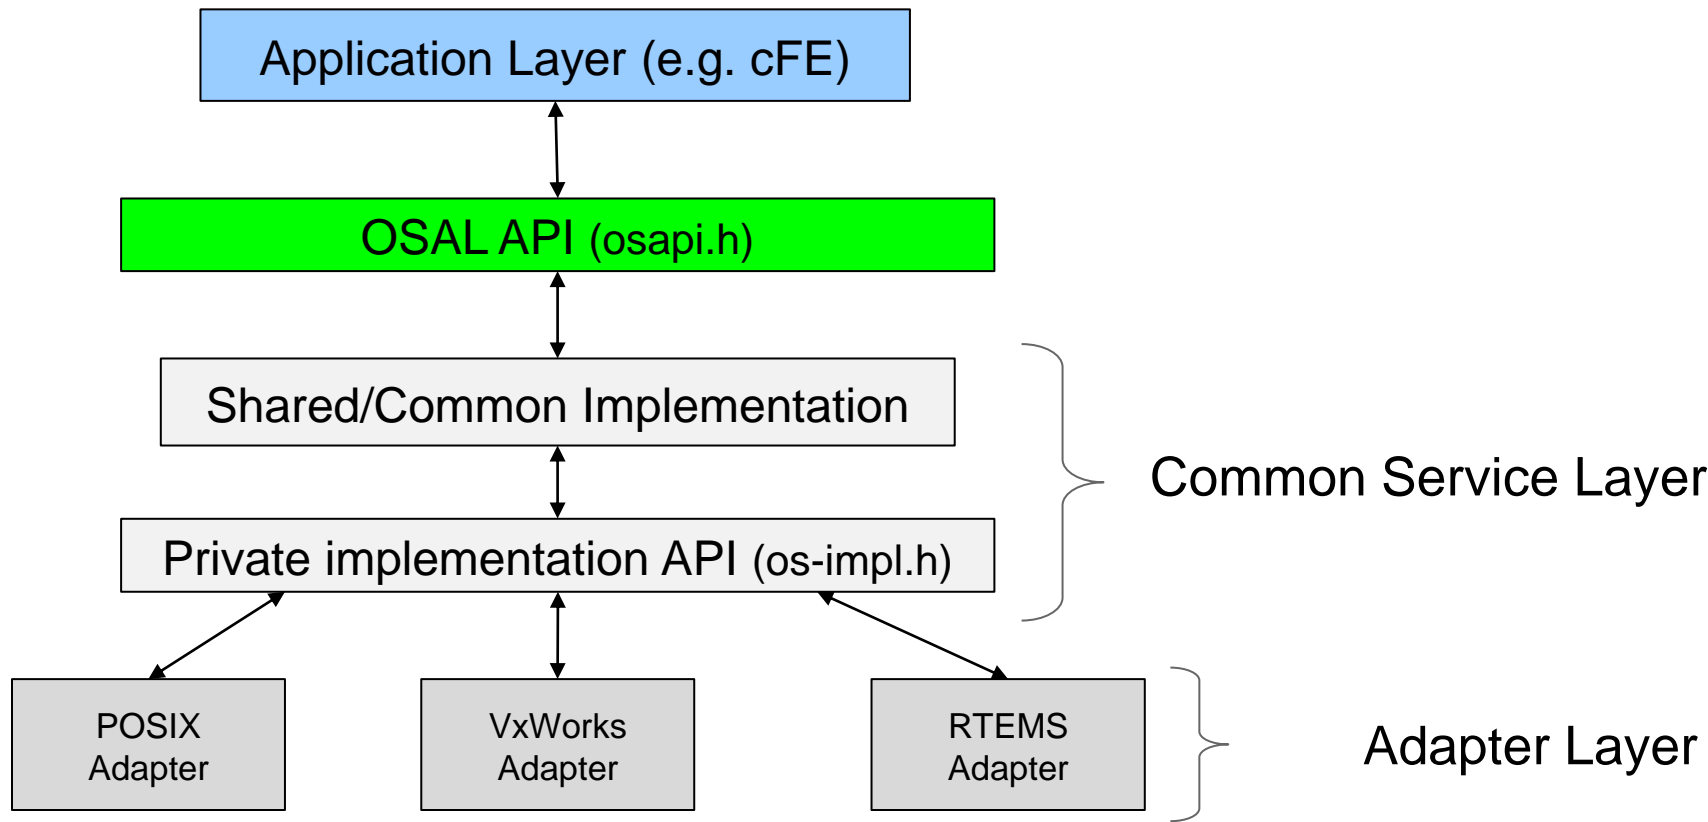 Application Layer (e.g. cFE)
OSAL API (osapi.h)
Shared/Common Implementation
Common Service Layer
Private implementation API (os-impl.h)
POSIX
Adapter
VxWorks
Adapter
RTEMS
Adapter
Adapter Layer